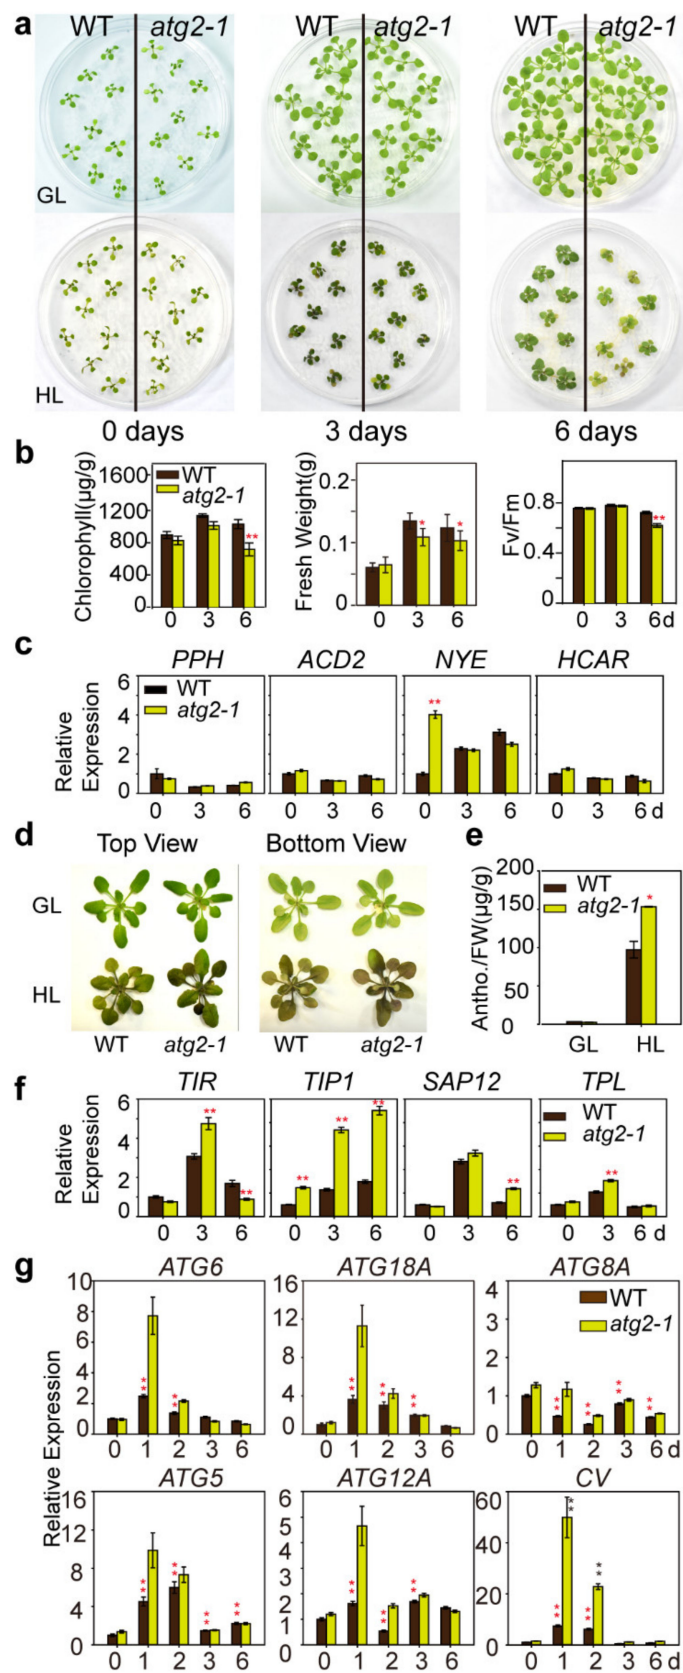 a WT atg2-1 WT atg2-1 WT atg2-1
GL
HL
0 days 3 days 6 days
b
Chlorophyll(μg/g)
1600
1200
800
400
0
WT
atg2-1
**
0 3 6
Fresh Weight(g)
0.2
0.1
0
* *
0 3 6
Fv/Fm
0.8
0.4
0
**
0 3 6 d
c
PPH ACD2 NYE HCAR
Relative
Expression
6
4
2
0
WT
atg2-1
**
0 3 6 0 3 6 0 3 6 0 3 6 d
d
Top View Bottom View
GL
HL
WT atg2-1 WT atg2-1
e
Antho./FW(μg/g)
200
150
100
50
0
WT
atg2-1
*
GL HL
f
TIR TIP1 SAP12 TPL
Relative
Expression
6
4
2
0
** ** ** ** ** ** **
WT
atg2-1
0 3 6 0 3 6 0 3 6 0 3 6 d
g
Relative Expression
ATG6 ATG18A ATG8A
10
8
6
4
2
0
** **
0 1 2 3 6
16
12
8
4
0
** ** **
0 1 2 3 6
4
3
2
1
0
WT
atg2-1
** ** ** **
0 1 2 3 6 d
ATG5 ATG12A CV
16
12
8
4
0
** ** ** **
0 1 2 3 6
6
5
4
3
2
1
0
** ** **
0 1 2 3 6
60
40
20
0
** ** ** **
0 1 2 3 6 d